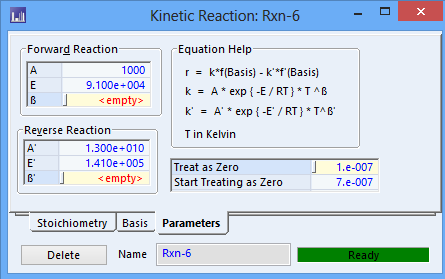 Kinetic Reaction: Rxn-6
Forward Reaction
A 1000
E 9.100e+004
ß <empty>
Reverse Reaction
A' 1.300e+010
E' 1.410e+005
ß' <empty>
Equation Help
r = k*f(Basis) - k'*f'(Basis)
k = A * exp { -E / RT } * T ^ ß
k' = A' * exp { -E' / RT } * T^ß'
T in Kelvin
Treat as Zero 1.e-007
Start Treating as Zero 7.e-007
Stoichiometry Basis Parameters
Delete Name Rxn-6 Ready